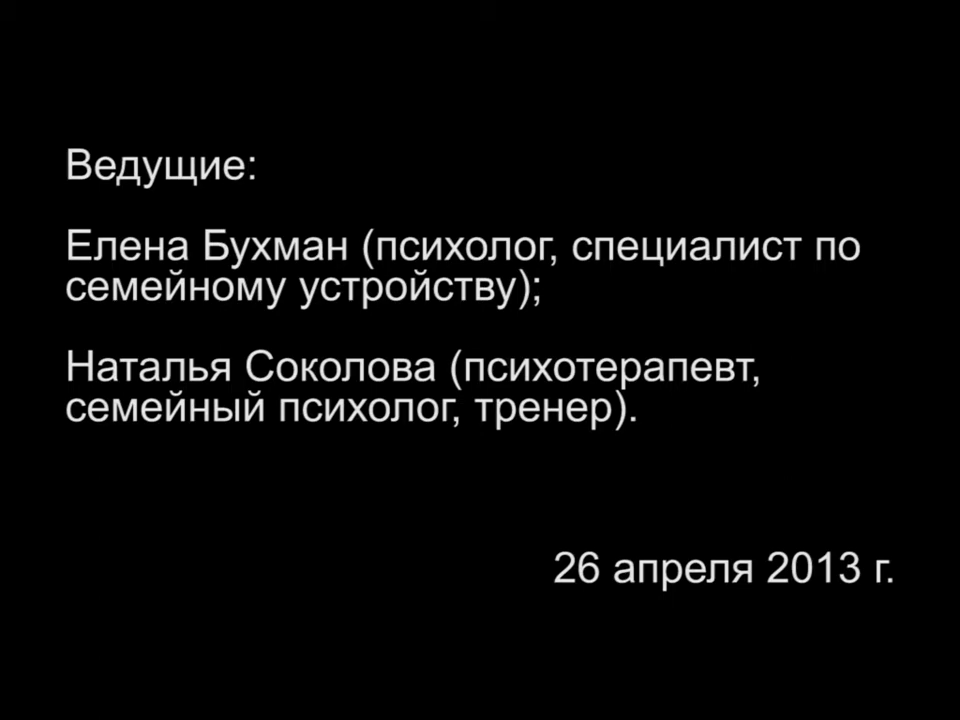 Ведущие:
Елена Бухман (психолог, специалист по
семейному устройству);
Наталья Соколова (психотерапевт,
семейный психолог, тренер).
26 апреля 2013 г.